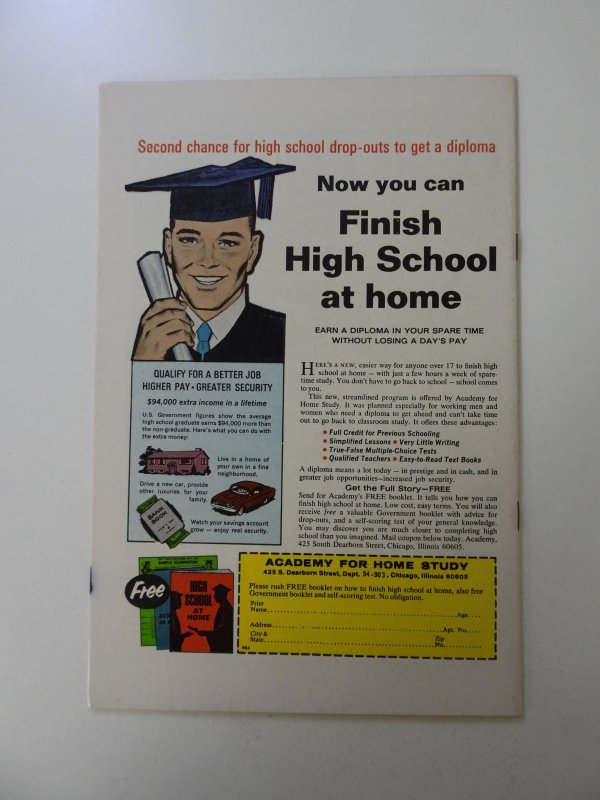 Second chance for high school drop-outs to get a diploma
Now you can
Finish
High School
at home
EARN A DIPLOMA IN YOUR SPARE TIME
WITHOUT LOSING A DAY'S PAY
QUALIFY FOR A BETTER JOB
HIGHER PAY • GREATER SECURITY
$94,000 extra income in a lifetime
U.S. Government figures show the average
high school graduate earns $94,000 more than
the non-graduate. Here's what you can do with
the extra money:
Live in a home of
your own in a fine
neighborhood.
Drive a new car, provide
other luxuries for your
family.
BANK
BOOK
Watch your savings account
grow — enjoy real security.
HERE'S A NEW, easier way for anyone over 17 to finish high
school at home — with just a few hours a week of spare-
time study. You don't have to go back to school — school comes
to you.
This new, streamlined program is offered by Academy for
Home Study. It was planned especially for working men and
women who need a diploma to get ahead and can't take time
out to go back to classroom study. It offers these advantages:
• Full Credit for Previous Schooling
• Simplified Lessons • Very Little Writing
• True-False Multiple-Choice Tests
• Qualified Teachers • Easy-to-Read Text Books
A diploma means a lot today — in prestige and in cash, and in
greater job opportunities—increased job security.
Get the Full Story—FREE
Send for Academy's FREE booklet. It tells you how you can
finish high school at home. Low cost, easy terms. You will also
receive free a valuable Government booklet with advice for
drop-outs, and a self-scoring test of your general knowledge.
You may discover you are much closer to completing high
school than you imagined. Mail coupon below today. Academy,
425 South Dearborn Street, Chicago, Illinois 60605.
Free
HIGH
SCHOOL
AT
HOME
ACADEMY FOR HOME STUDY
425 S. Dearborn Street, Dept. 54-903, Chicago, Illinois 60605
Please rush FREE booklet on how to finish high school at home, also free
Government booklet and self-scoring test. No obligation.
Print
Name Age
Address Apt. No.
City &
State Zip No.